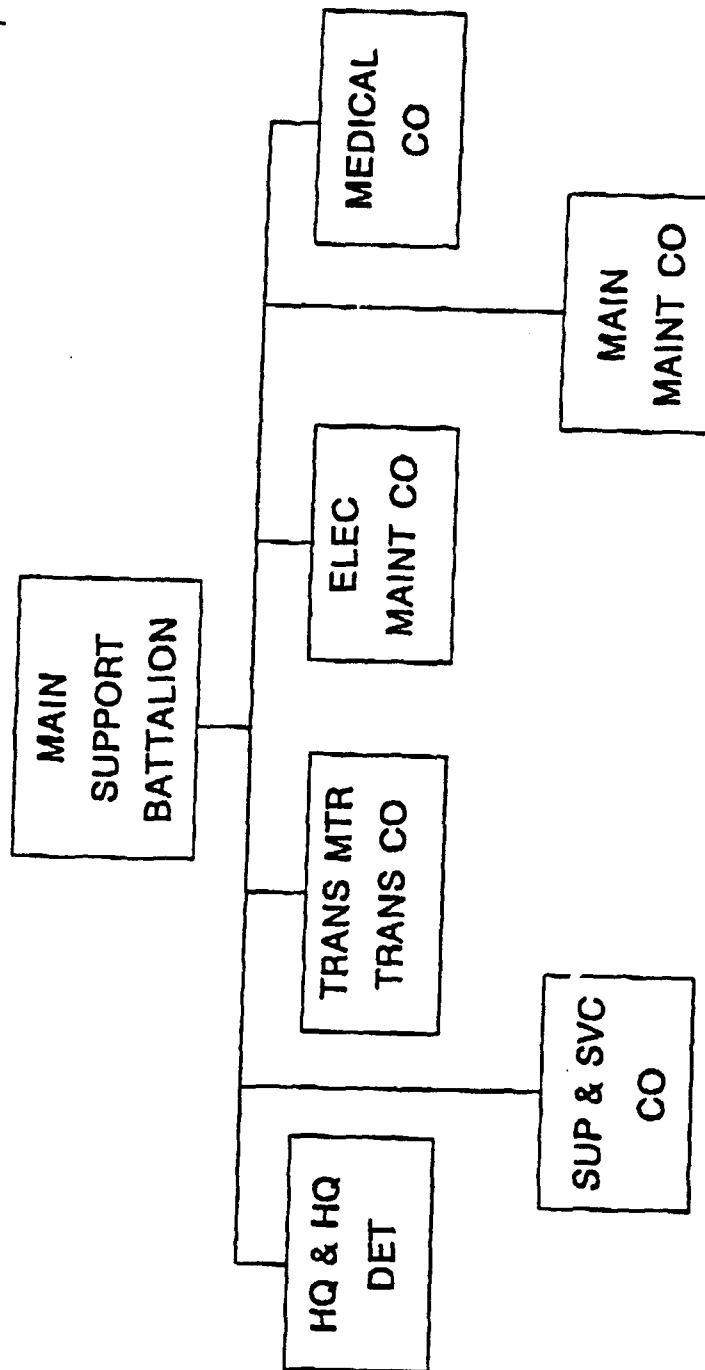 MAIN
SUPPORT
BATTALION
HQ & HQ
DET
TRANS MTR
TRANS CO
ELEC
MAINT CO
MEDICAL
CO
SUP & SVC
CO
MAIN
MAINT CO